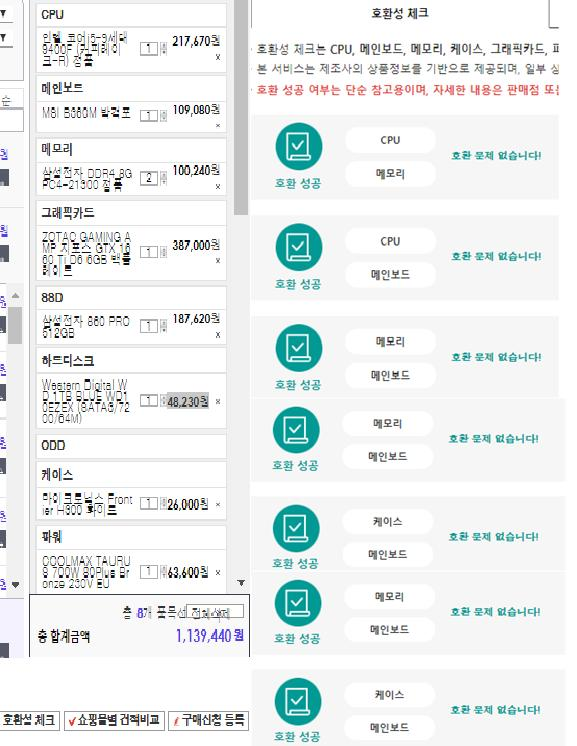 CPU
인텔 코어i5-9세대
9400F (커피레이
크-R) 정품
1
217,670원
×
메인보드
MSI B360M 박격포
1
109,080원
×
메모리
삼성전자 DDR4 8G
PC4-21300 정품
2
100,240원
×
그래픽카드
ZOTAC GAMING A
MP 지포스 GTX 16
60 Ti D6 6GB 백플
레이트
1
387,000원
×
SSD
삼성전자 860 PRO
512GB
1
187,620원
×
하드디스크
Western Digital W
D 1TB BLUE WD1
0EZEX (SATA3/72
00/64M)
1
48,230원
×
ODD
케이스
마이크로닉스 Front
ier H300 화이트
1
26,000원
×
파워
COOLMAX TAURU
S 700W 80Plus Br
onze 230V EU
1
63,600원
×
총 8개 품목
선택삭제
총 합계금액
1,139,440 원
호환성 체크
쇼핑몰별 견적비교
구매신청 등록
호환성 체크
호환성 체크는 CPU, 메인보드, 메모리, 케이스, 그래픽카드,
본 서비스는 제조사의 상품정보를 기반으로 제공되며, 일부
호환 성공 여부는 단순 참고용이며, 자세한 내용은 판매점 또는
호환 성공
CPU
메모리
호환 문제 없습니다!
호환 성공
CPU
메인보드
호환 문제 없습니다!
호환 성공
메모리
메인보드
호환 문제 없습니다!
호환 성공
메모리
메인보드
호환 문제 없습니다!
호환 성공
케이스
메인보드
호환 문제 없습니다!
호환 성공
메모리
메인보드
호환 문제 없습니다!
호환 성공
케이스
메인보드
호환 문제 없습니다!